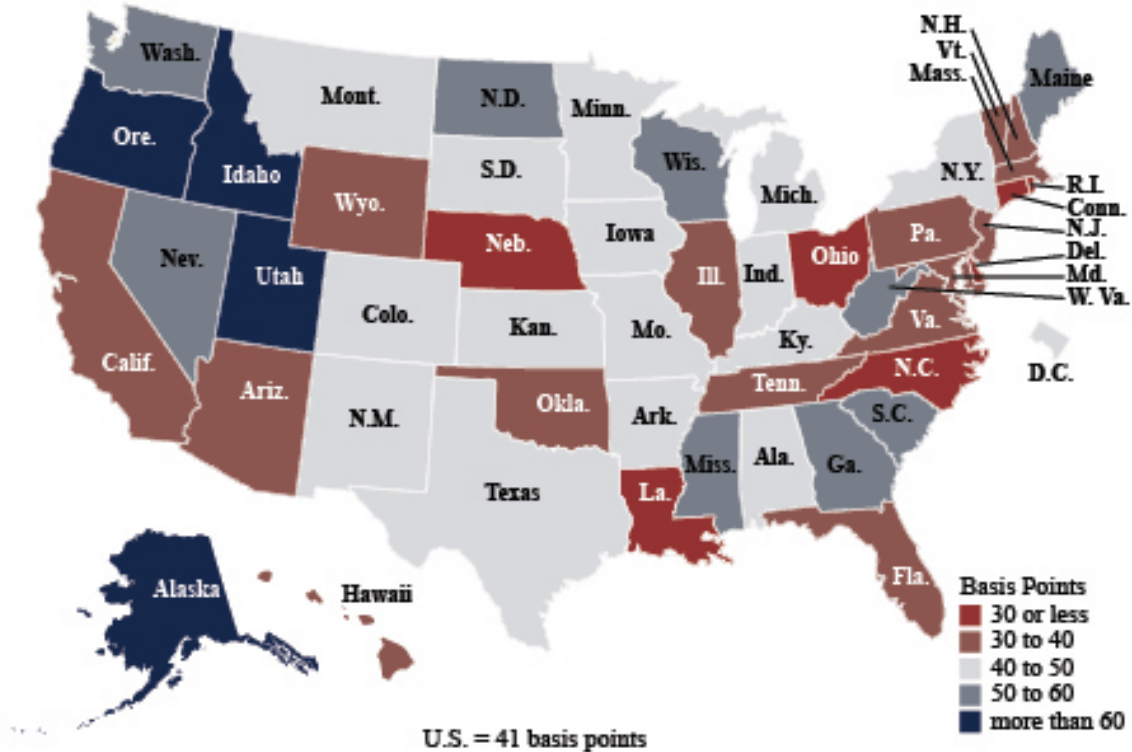 N.H.
Vt.
Mass.
Wash.
Maine
Mont.
N.D.
Minn.
Ore.
Idaho
S.D.
Wis.
Mich.
N.Y.
R.I.
Conn.
N.J.
Del.
Md.
W. Va.
Wyo.
Neb.
Iowa
Pa.
Nev.
Utah
Ill.
Ind.
Ohio
Colo.
Kan.
Mo.
Ky.
Va.
Calif.
Ariz.
N.M.
Okla.
Tenn.
N.C.
D.C.
Ark.
S.C.
Texas
La.
Miss.
Ala.
Ga.
Fla.
Alaska
Hawaii
Basis Points
30 or less
30 to 40
40 to 50
50 to 60
more than 60
U.S. = 41 basis points